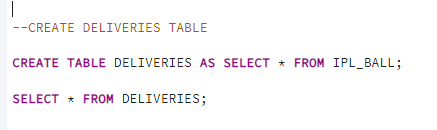 --CREATE DELIVERIES TABLE
CREATE TABLE DELIVERIES AS SELECT * FROM IPL_BALL;
SELECT * FROM DELIVERIES;